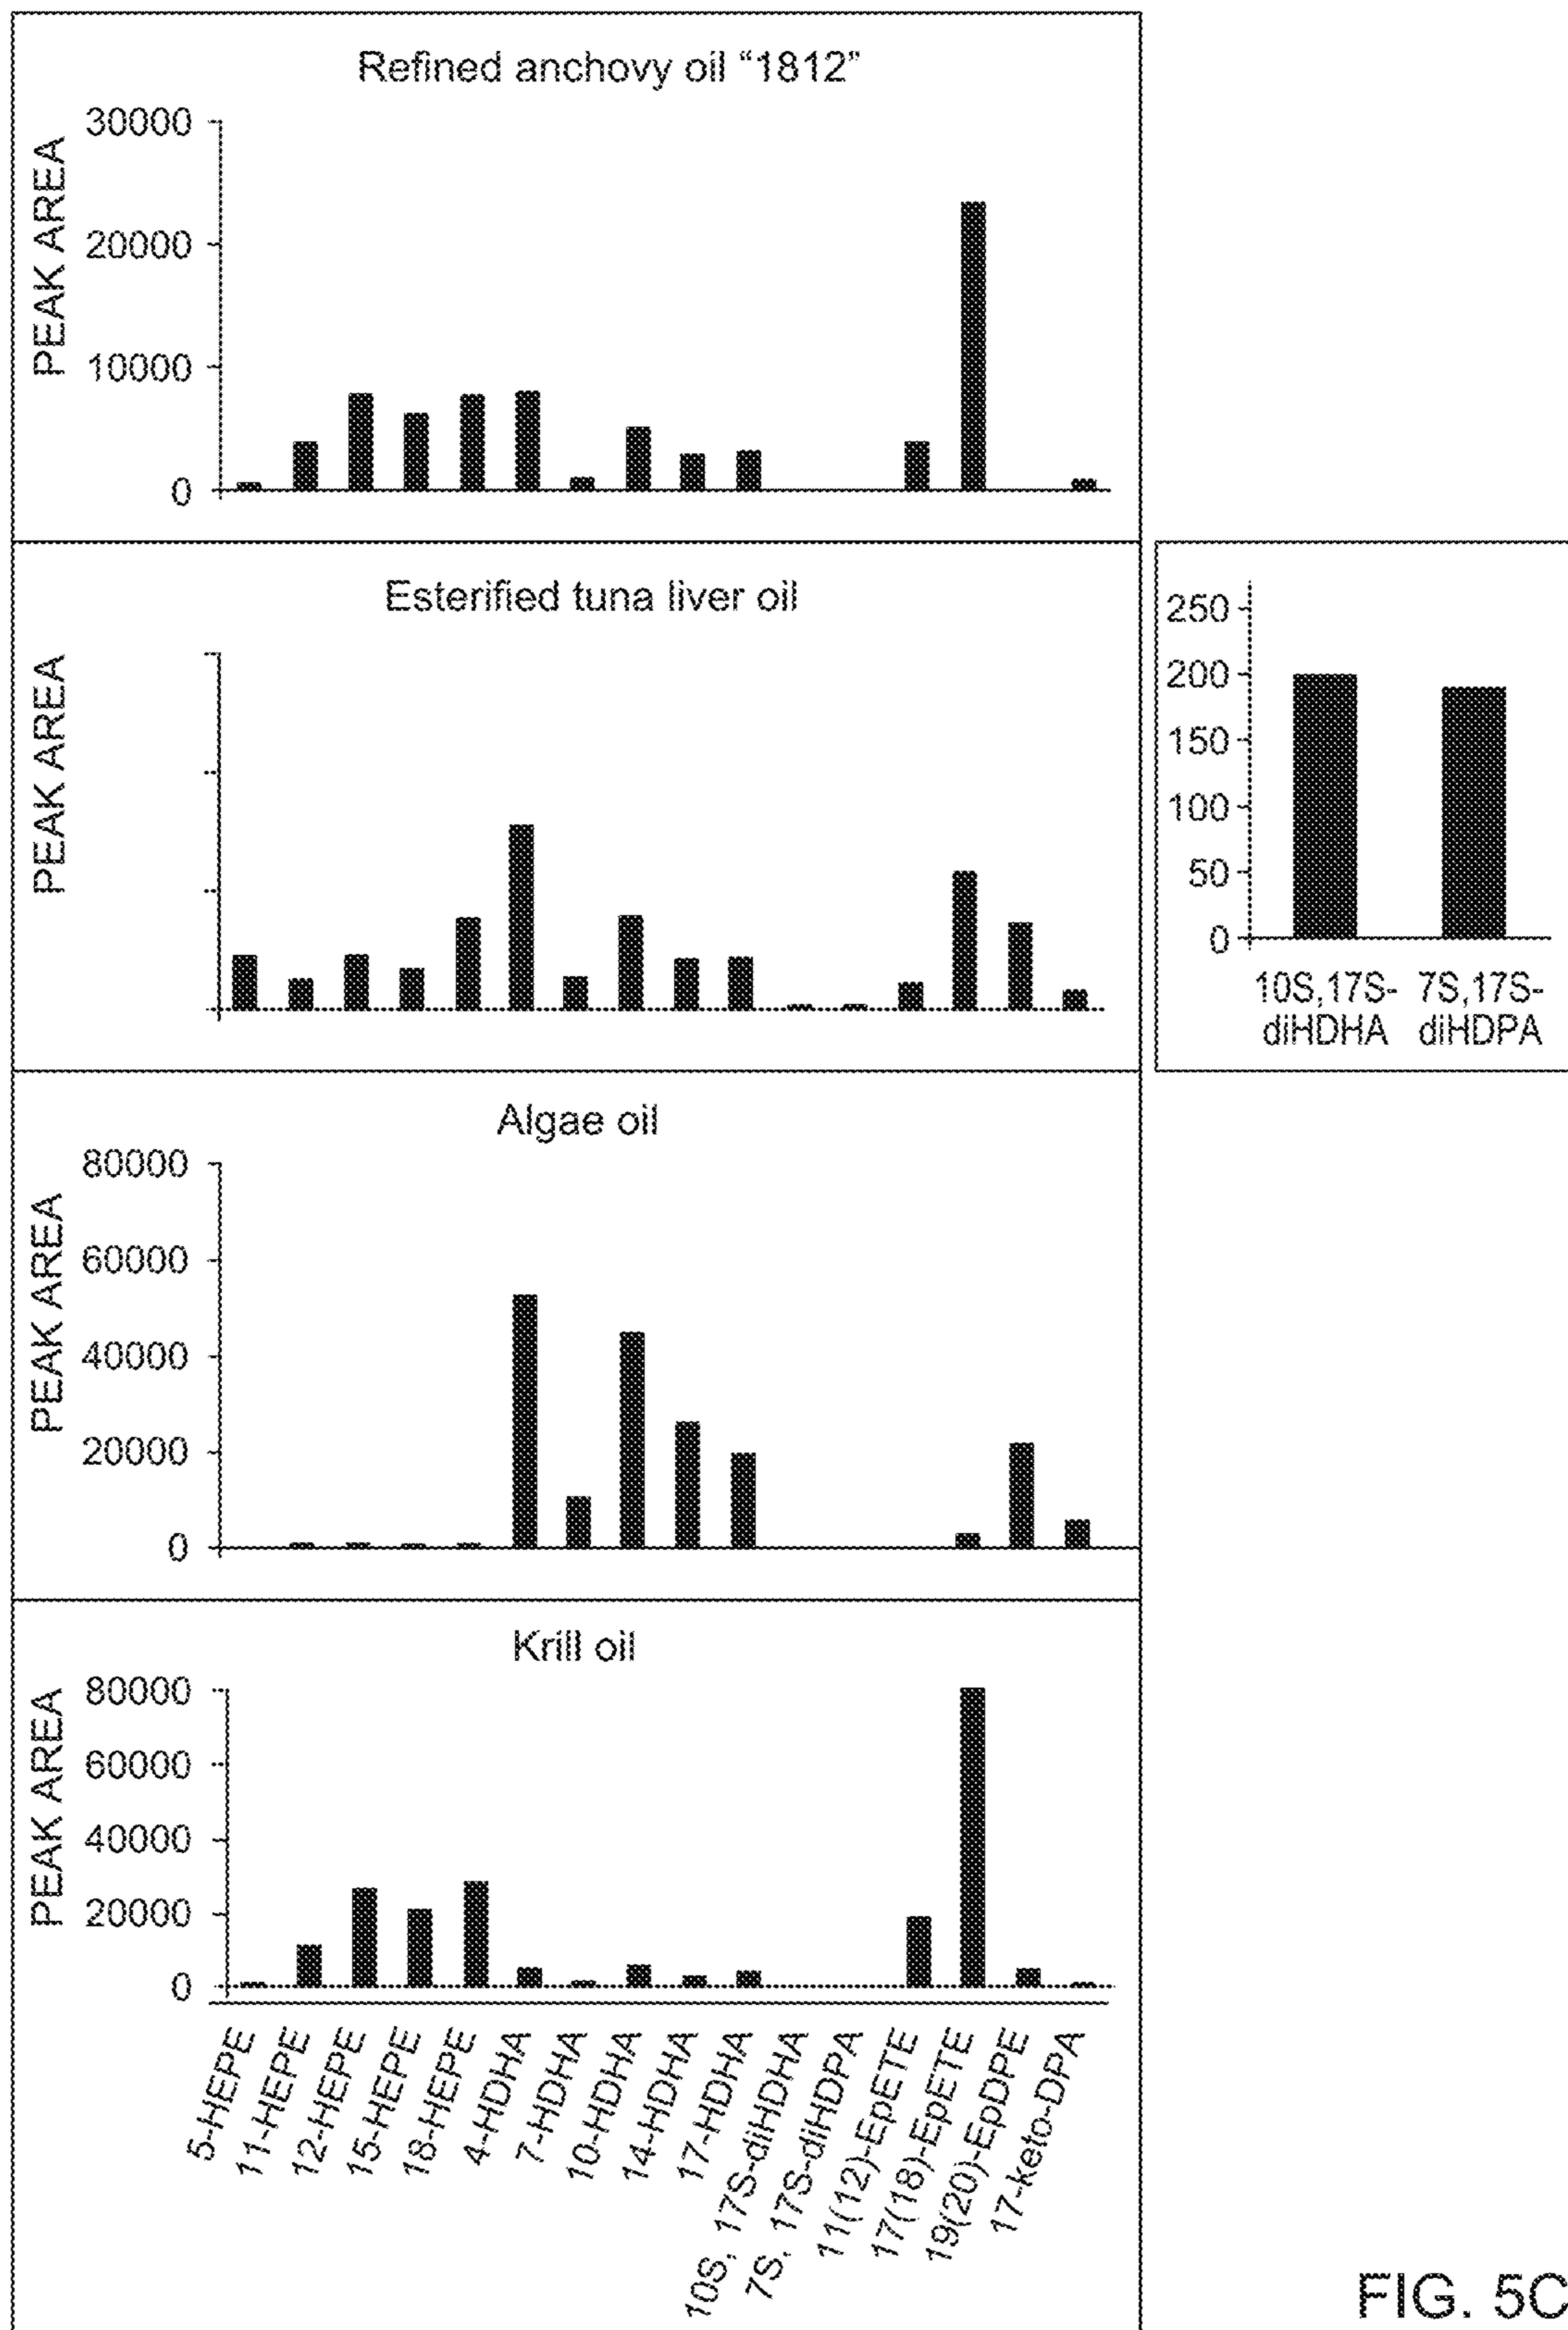 Refined anchovy oil “1812”
PEAK AREA
30000
20000
10000
0
Esterified tuna liver oil
PEAK AREA
250
200
150
100
50
0
10S,17S-
diHDHA
7S,17S-
diHDPA
Algae oil
PEAK AREA
80000
60000
40000
20000
0
Krill oil
PEAK AREA
80000
60000
40000
20000
0
5-HEPE
11-HEPE
12-HEPE
15-HEPE
18-HEPE
4-HDHA
7-HDHA
10-HDHA
14-HDHA
17-HDHA
10S, 17S-diHDHA
7S, 17S-diHDPA
11(12)-EpETE
17(18)-EpETE
19(20)-EpDPE
17-keto-DPA
FIG. 5C